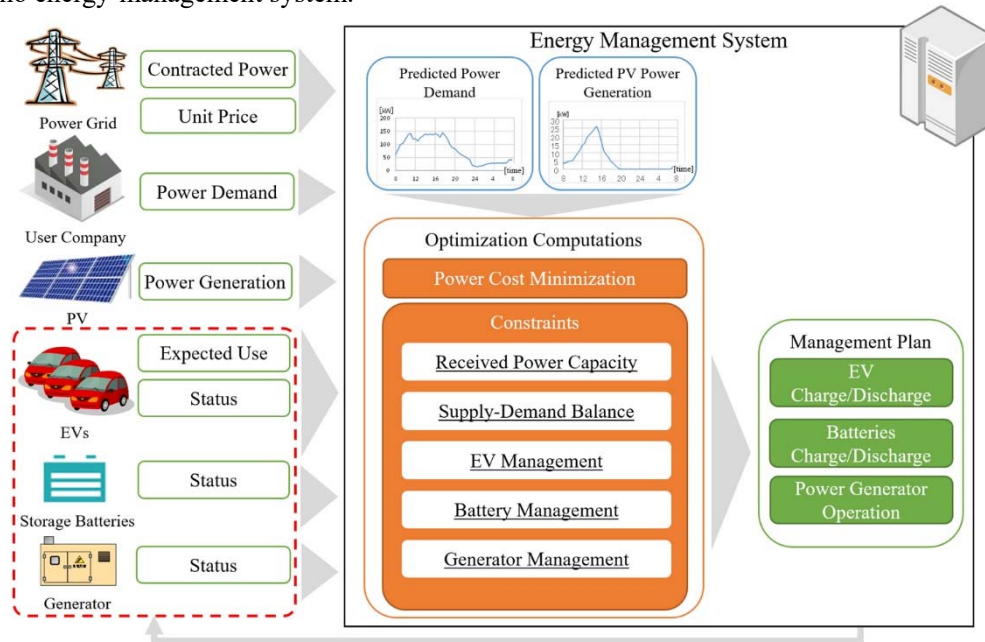 no energy management system.
Energy Management System
Contracted Power
Unit Price
Power Grid
Power Demand
User Company
Power Generation
PV
Expected Use
Status
EVs
Status
Storage Batteries
Status
Generator
Predicted Power
Demand
[kW]
200
150
100
50
0
8 12 16 20 24 4 8
[time]
Predicted PV Power
Generation
[kW]
30
25
20
15
10
5
0
8 12 16 20 24 4 8
[time]
Optimization Computations
Power Cost Minimization
Constraints
Received Power Capacity
Supply-Demand Balance
EV Management
Battery Management
Generator Management
Management Plan
EV
Charge/Discharge
Batteries
Charge/Discharge
Power Generator
Operation